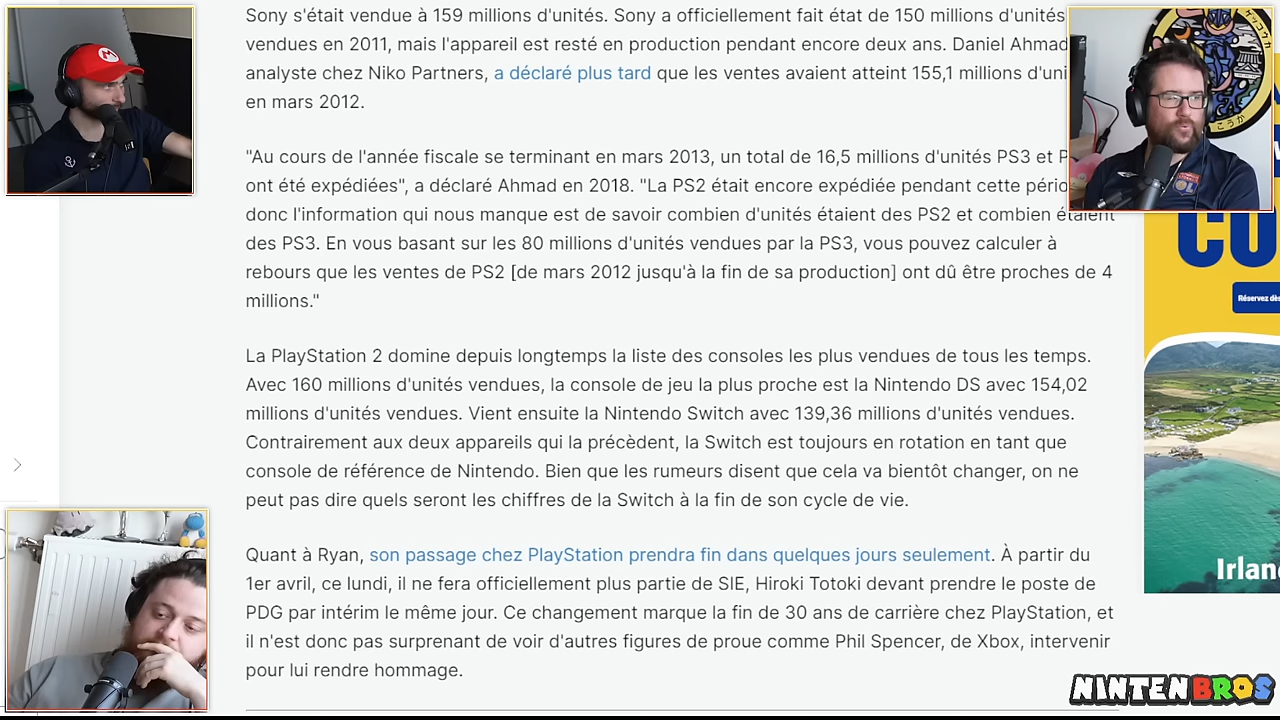 Sony s'était vendue à 159 millions d'unités. Sony a officiellement fait état de 150 millions d'unités
vendues en 2011, mais l'appareil est resté en production pendant encore deux ans. Daniel Ahmad
analyste chez Niko Partners, a déclaré plus tard que les ventes avaient atteint 155,1 millions d'uni
en mars 2012.
"Au cours de l'année fiscale se terminant en mars 2013, un total de 16,5 millions d'unités PS3 et P
ont été expédiées", a déclaré Ahmad en 2018. "La PS2 était encore expédiée pendant cette pério
donc l'information qui nous manque est de savoir combien d'unités étaient des PS2 et combien étaient
des PS3. En vous basant sur les 80 millions d'unités vendues par la PS3, vous pouvez calculer à
rebours que les ventes de PS2 [de mars 2012 jusqu'à la fin de sa production] ont dû être proches de 4
millions."
CO
Réservez dès
La PlayStation 2 domine depuis longtemps la liste des consoles les plus vendues de tous les temps.
Avec 160 millions d'unités vendues, la console de jeu la plus proche est la Nintendo DS avec 154,02
millions d'unités vendues. Vient ensuite la Nintendo Switch avec 139,36 millions d'unités vendues.
Contrairement aux deux appareils qui la précèdent, la Switch est toujours en rotation en tant que
console de référence de Nintendo. Bien que les rumeurs disent que cela va bientôt changer, on ne
peut pas dire quels seront les chiffres de la Switch à la fin de son cycle de vie.
Irlan
Quant à Ryan, son passage chez PlayStation prendra fin dans quelques jours seulement. À partir du
1er avril, ce lundi, il ne fera officiellement plus partie de SIE, Hiroki Totoki devant prendre le poste de
PDG par intérim le même jour. Ce changement marque la fin de 30 ans de carrière chez PlayStation, et
il n'est donc pas surprenant de voir d'autres figures de proue comme Phil Spencer, de Xbox, intervenir
pour lui rendre hommage.
NINTENBROS